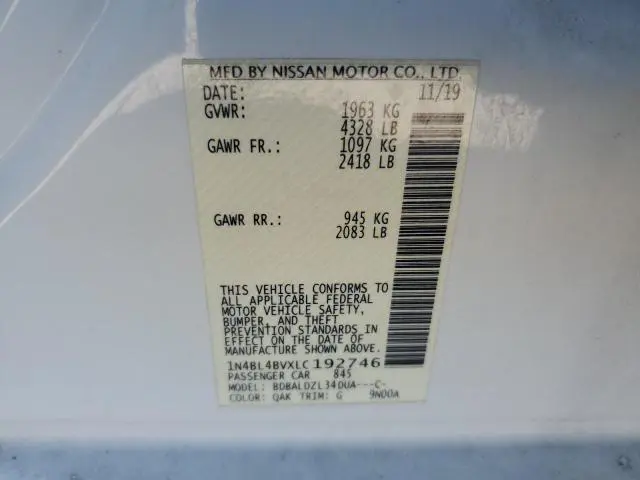 MFD BY NISSAN MOTOR CO., LTD.
DATE: 11/19
GVWR: 1963 KG
4328 LB
GAWR FR.: 1097 KG
2418 LB
GAWR RR.: 945 KG
2083 LB
THIS VEHICLE CONFORMS TO
ALL APPLICABLE FEDERAL
MOTOR VEHICLE SAFETY,
BUMPER, AND THEFT
PREVENTION STANDARDS IN
EFFECT ON THE DATE OF
MANUFACTURE SHOWN ABOVE.
1N4BL4BVXLC192746
PASSENGER CAR 845
MODEL: BDBALDZL34DUA---C-
COLOR: QAK TRIM: G 9N00A